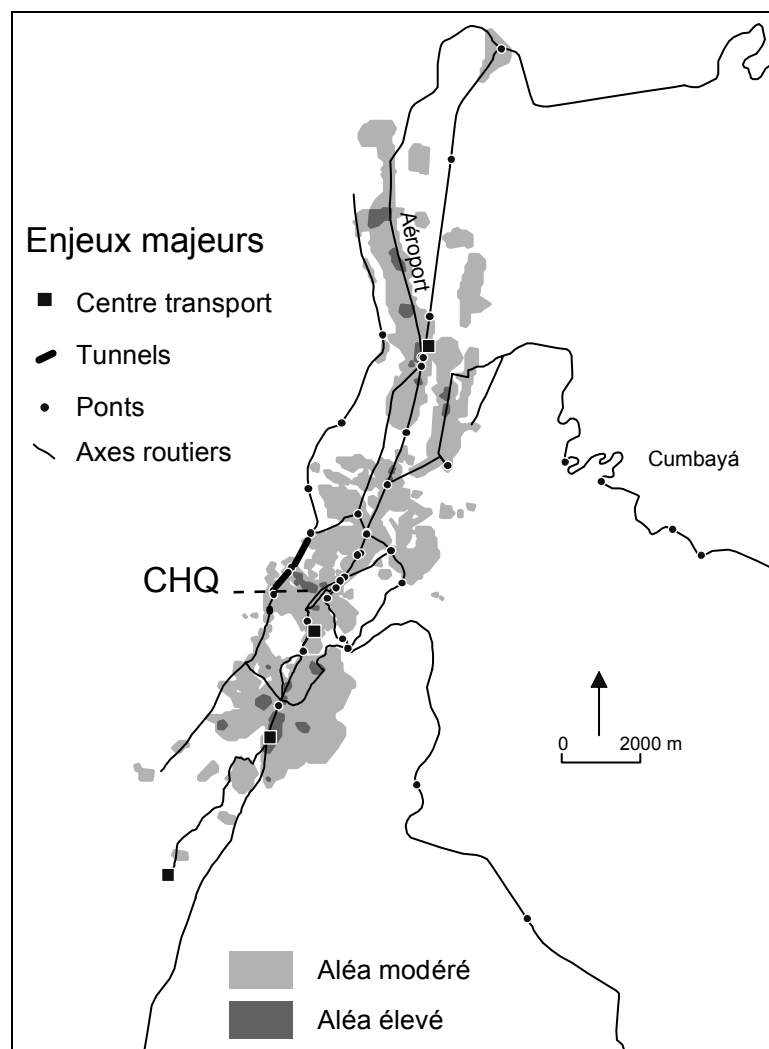 Aéroport
Enjeux majeurs
Centre transport
Tunnels
Ponts
Axes routiers
Cumbayá
CHQ
0 2000 m
Aléa modéré
Aléa élevé